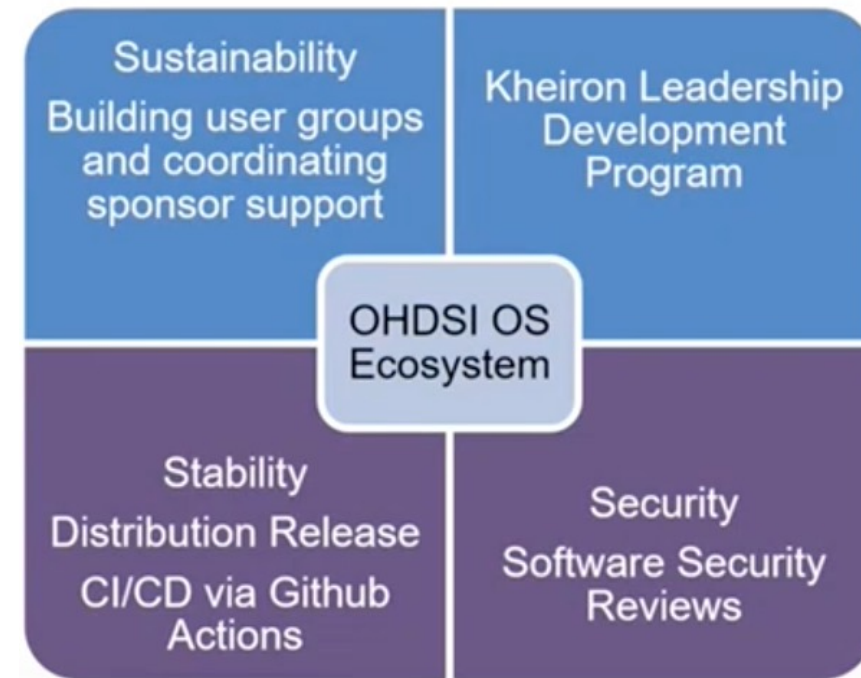 Sustainability
Building user groups
and coordinating
sponsor support
Kheiron Leadership
Development
Program
OHDSI OS
Ecosystem
Stability
Distribution Release
CI/CD via Github
Actions
Security
Software Security
Reviews